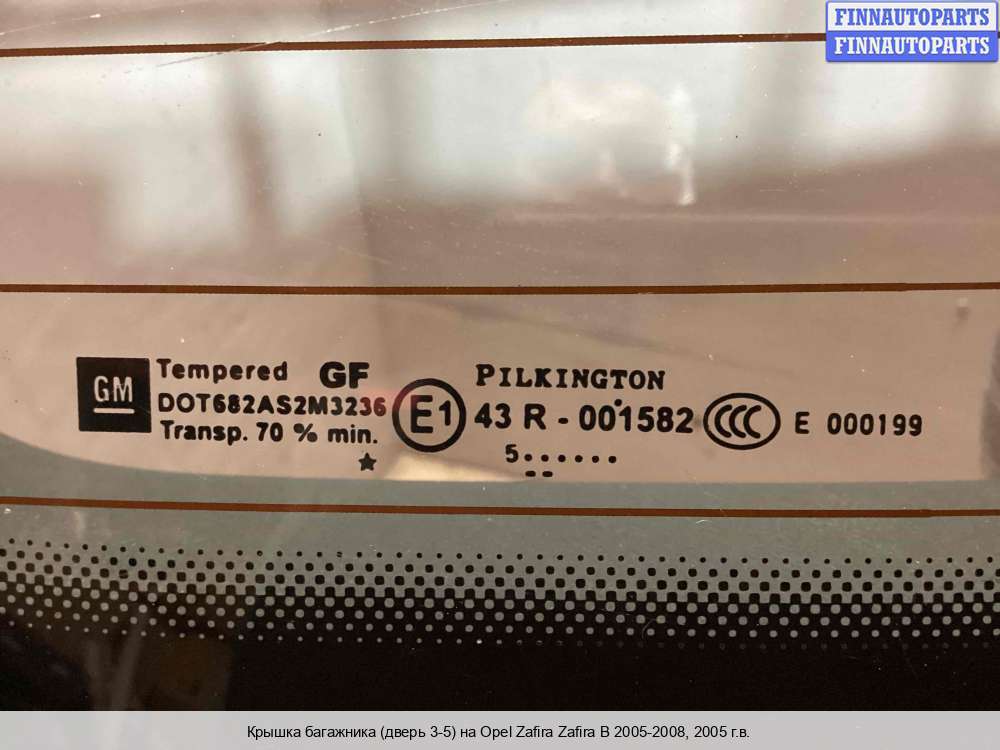 FINNAUTOPARTS
FINNAUTOPARTS
GM
Tempered GF
DOT682AS2M3236
Transp. 70 % min.
E1
PILKINGTON
43 R - 001582
5......
CCC
E 000199
Крышка багажника (дверь 3-5) на Opel Zafira Zafira B 2005-2008, 2005 г.в.